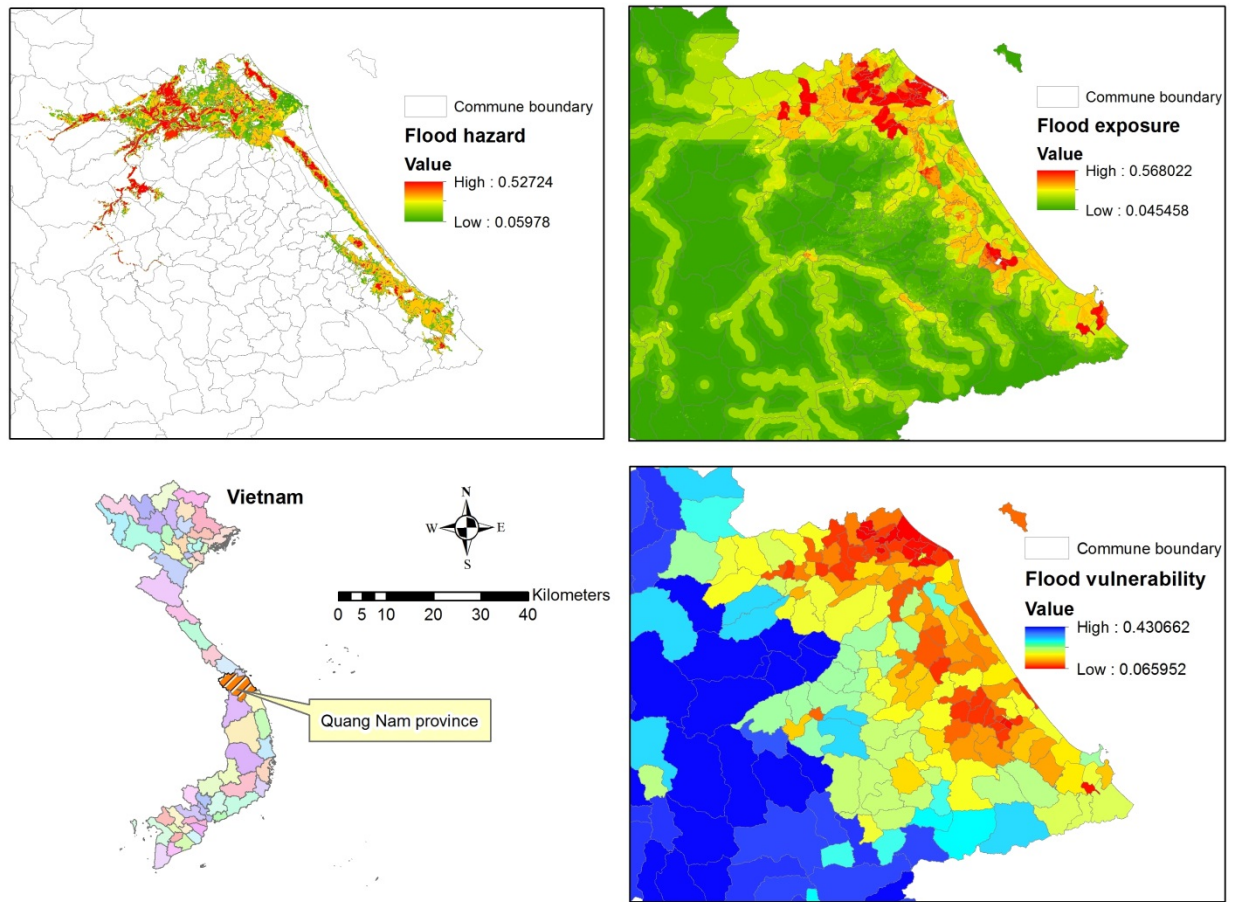 Commune boundary
Flood hazard
Value
High : 0.52724
Low : 0.05978
Commune boundary
Flood exposure
Value
High : 0.568022
Low : 0.045458
Vietnam
N
W E
S
Kilometers
0 5 10 20 30 40
Quang Nam province
Commune boundary
Flood vulnerability
Value
High : 0.430662
Low : 0.065952